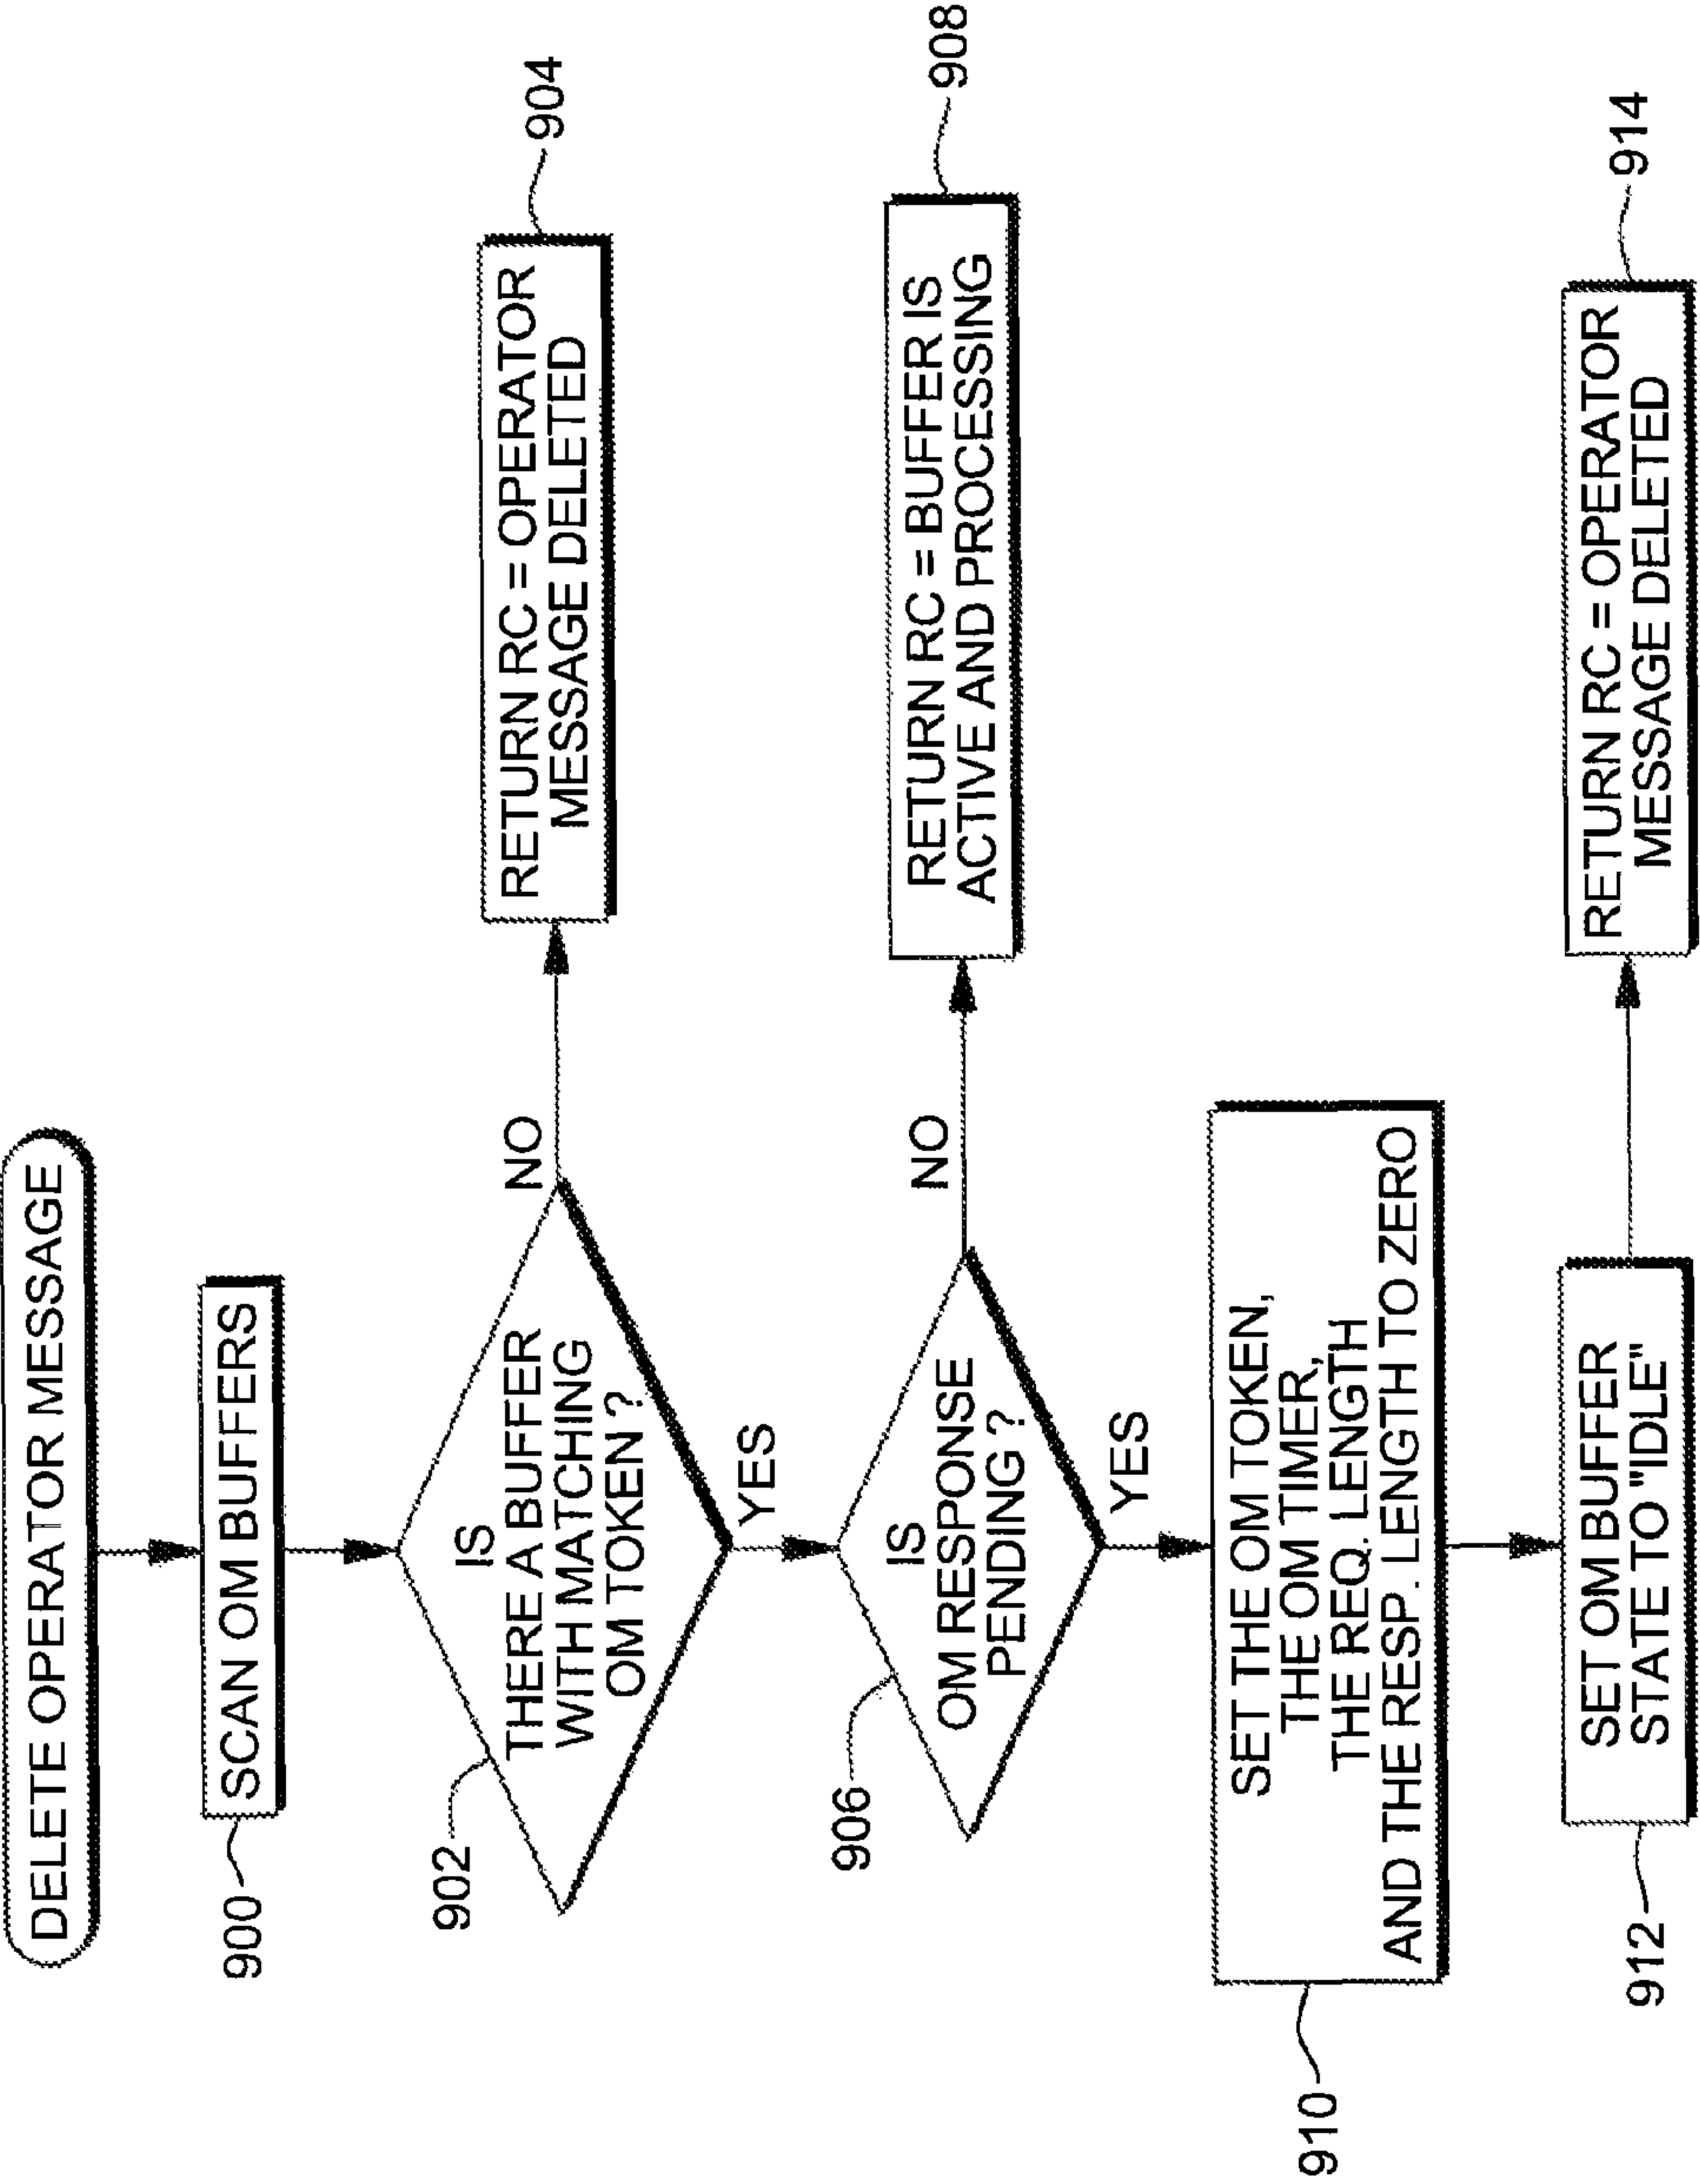 DELETE OPERATOR MESSAGE
900
SCAN OM BUFFERS
902
IS
THERE A BUFFER
WITH MATCHING
OM TOKEN ?
NO
RETURN RC = OPERATOR
MESSAGE DELETED
904
YES
906
IS
OM RESPONSE
PENDING ?
NO
RETURN RC = BUFFER IS
ACTIVE AND PROCESSING
908
YES
910
SET THE OM TOKEN,
THE OM TIMER,
THE REQ. LENGTH
AND THE RESP. LENGTH TO ZERO
912
SET OM BUFFER
STATE TO "IDLE"
RETURN RC = OPERATOR
MESSAGE DELETED
914